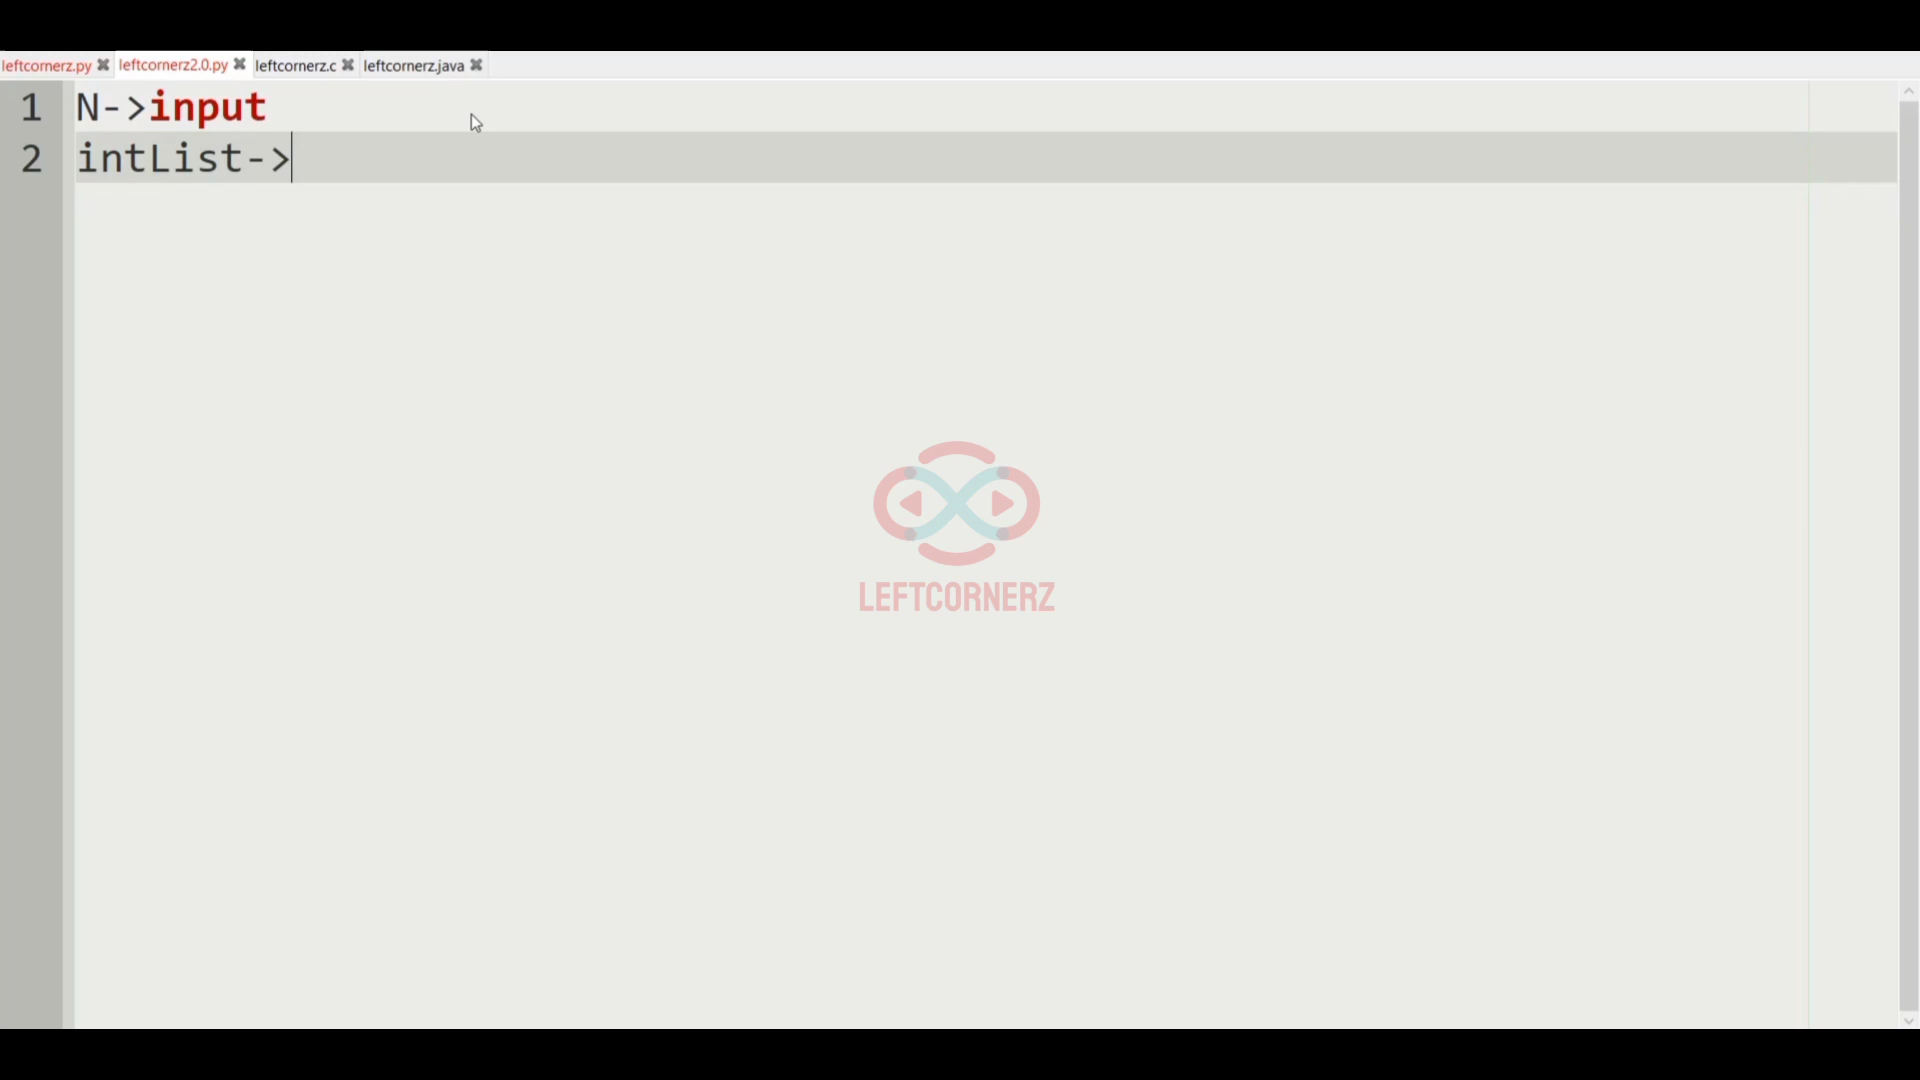 leftcornerz.py leftcornerz2.0.py leftcornerz.c leftcornerz.java
1 N->input
2 intList->
LEFTCORNERZ